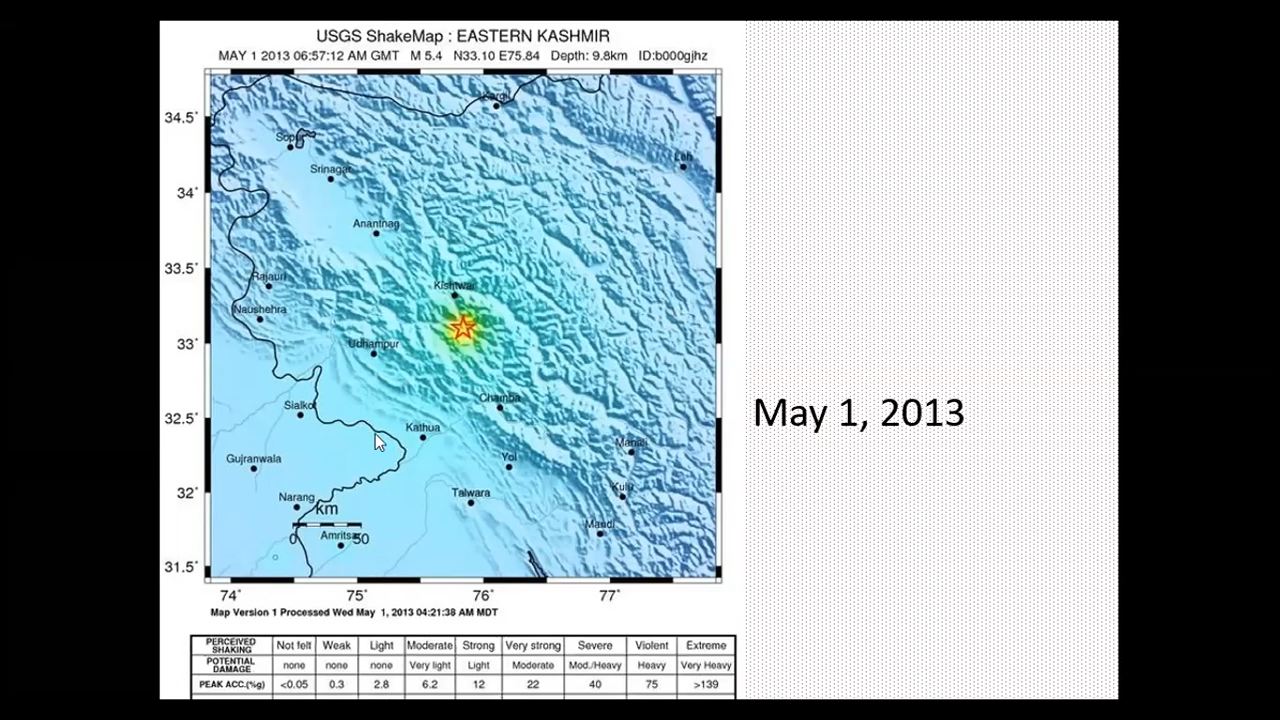 USGS ShakeMap : EASTERN KASHMIR
MAY 1 2013 06:57:12 AM GMT M 5.4 N33.10 E75.84 Depth: 9.8km ID:b000gjhz
Kargil
34.5°
Sopur
Leh
Srinagar
34°
Anantnag
33.5°
Rajauri
Kishtwar
Naushehra
33°
Udhampur
Chamba
Sialkot
32.5°
May 1, 2013
Kathua
Manali
Gujranwala
Yol
Kulu
32°
Talwara
Narang
km
Mandi
0 50
Amritsar
31.5°
74° 75° 76° 77°
Map Version 1 Processed Wed May 1, 2013 04:21:38 AM MDT
PERCEIVED SHAKING Not felt Weak Light Moderate Strong Very strong Severe Violent Extreme
POTENTIAL DAMAGE none none none Very light Light Moderate Mod./Heavy Heavy Very Heavy
PEAK ACC.(%g) <0.05 0.3 2.8 6.2 12 22 40 75 >139